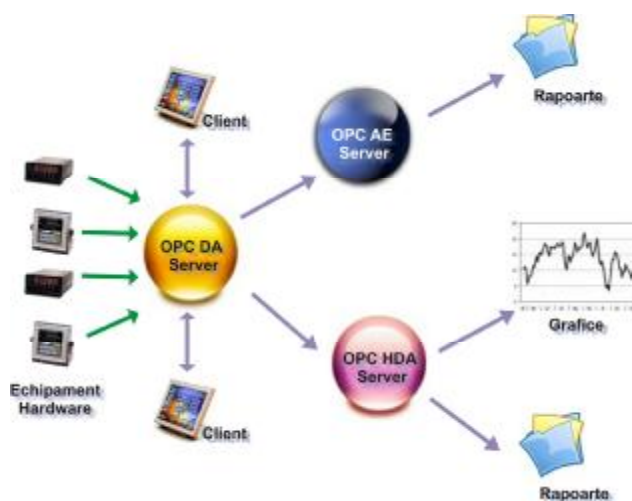 Rapoarte
Client
OPC AE
Server
OPC DA
Server
Grafice
OPC HDA
Server
Echipament
Hardware
Client
Rapoarte